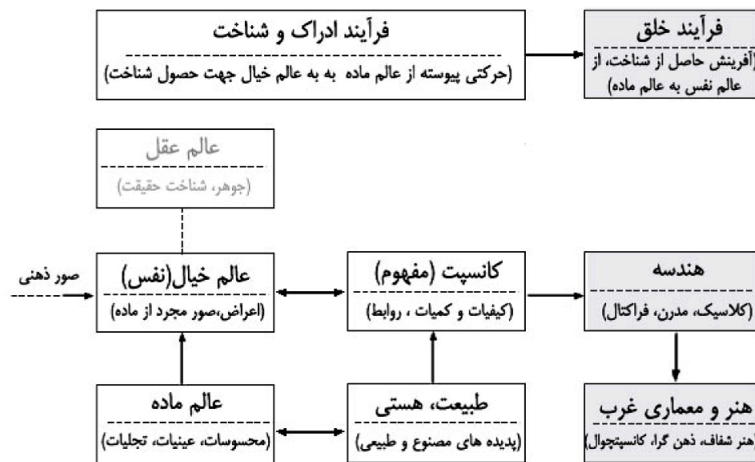 فرآیند ادراک و شناخت
(حرکتی پیوسته از عالم ماده به به عالم خیال جهت حصول شناخت)
فرآیند خلق
(آفرینش حاصل از شناخت، از
عالم نفس به عالم ماده)
عالم عقل
(جوهر، شناخت حقیقت)
صور ذهنی
عالم خیال(نفس)
(اعراض،صور مجرد از ماده)
کانسپت (مفهوم)
(کیفیات و کمیات ، روابط)
هندسه
(کلاسیک، مدرن، فراکتال)
عالم ماده
(محسوسات، عینیات، تجلیات)
طبیعت، هستی
(پدیده های مصنوع و طبیعی)
هنر و معماری غرب
(هنر شفاف، ذهن گرا، کانسپتچوال)